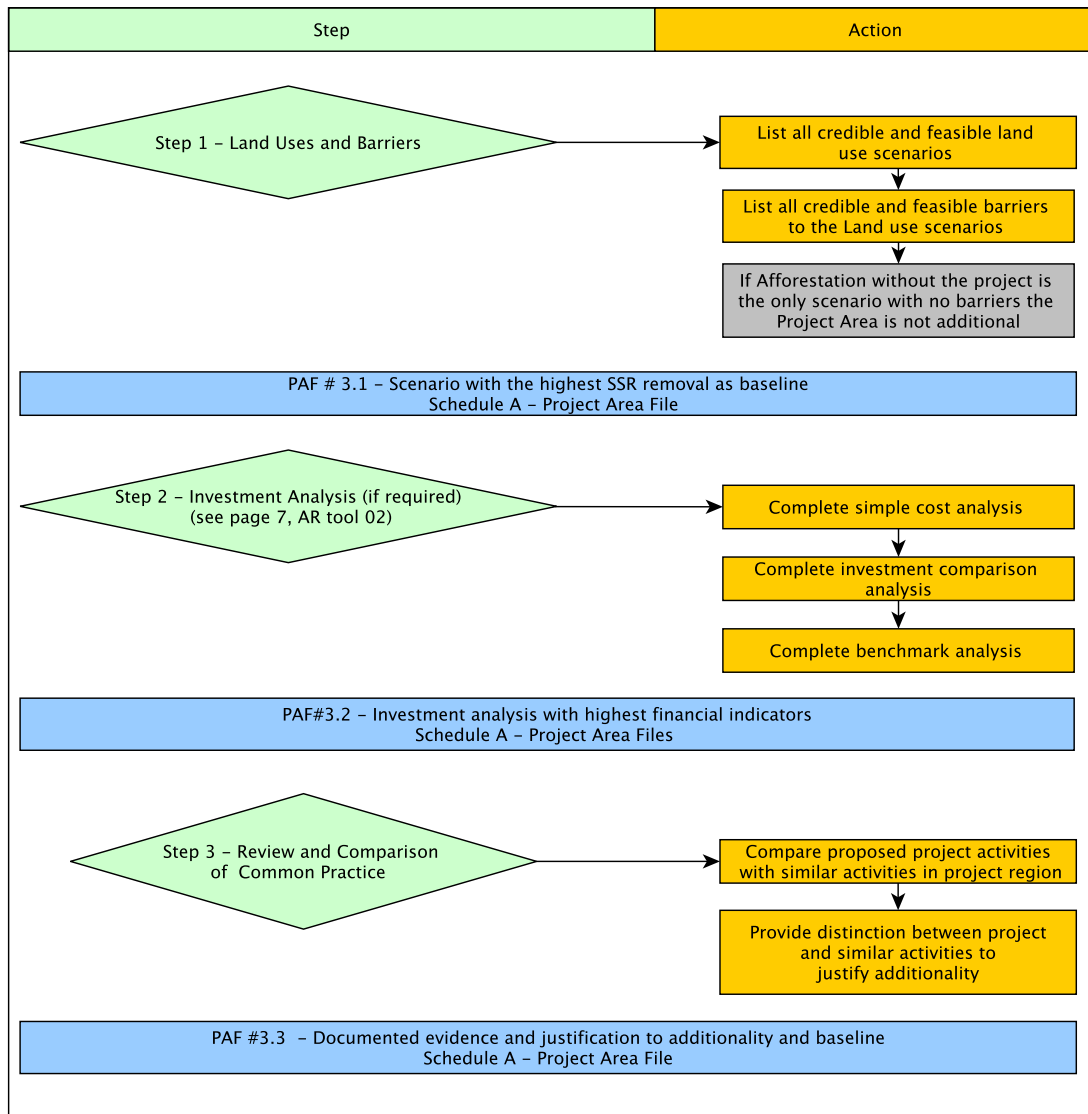 Step
Action
Step 1 – Land Uses and Barriers
List all credible and feasible land
use scenarios
List all credible and feasible barriers
to the Land use scenarios
If Afforestation without the project is
the only scenario with no barriers the
Project Area is not additional
PAF # 3.1 – Scenario with the highest SSR removal as baseline
Schedule A – Project Area File
Step 2 – Investment Analysis (if required)
(see page 7, AR tool 02)
Complete simple cost analysis
Complete investment comparison
analysis
Complete benchmark analysis
PAF#3.2 – Investment analysis with highest financial indicators
Schedule A – Project Area Files
Step 3 – Review and Comparison
of  Common Practice
Compare proposed project activities
with similar activities in project region
Provide distinction between project
and similar activities to
justify additionality
PAF #3.3  – Documented evidence and justification to additionality and baseline
Schedule A – Project Area File